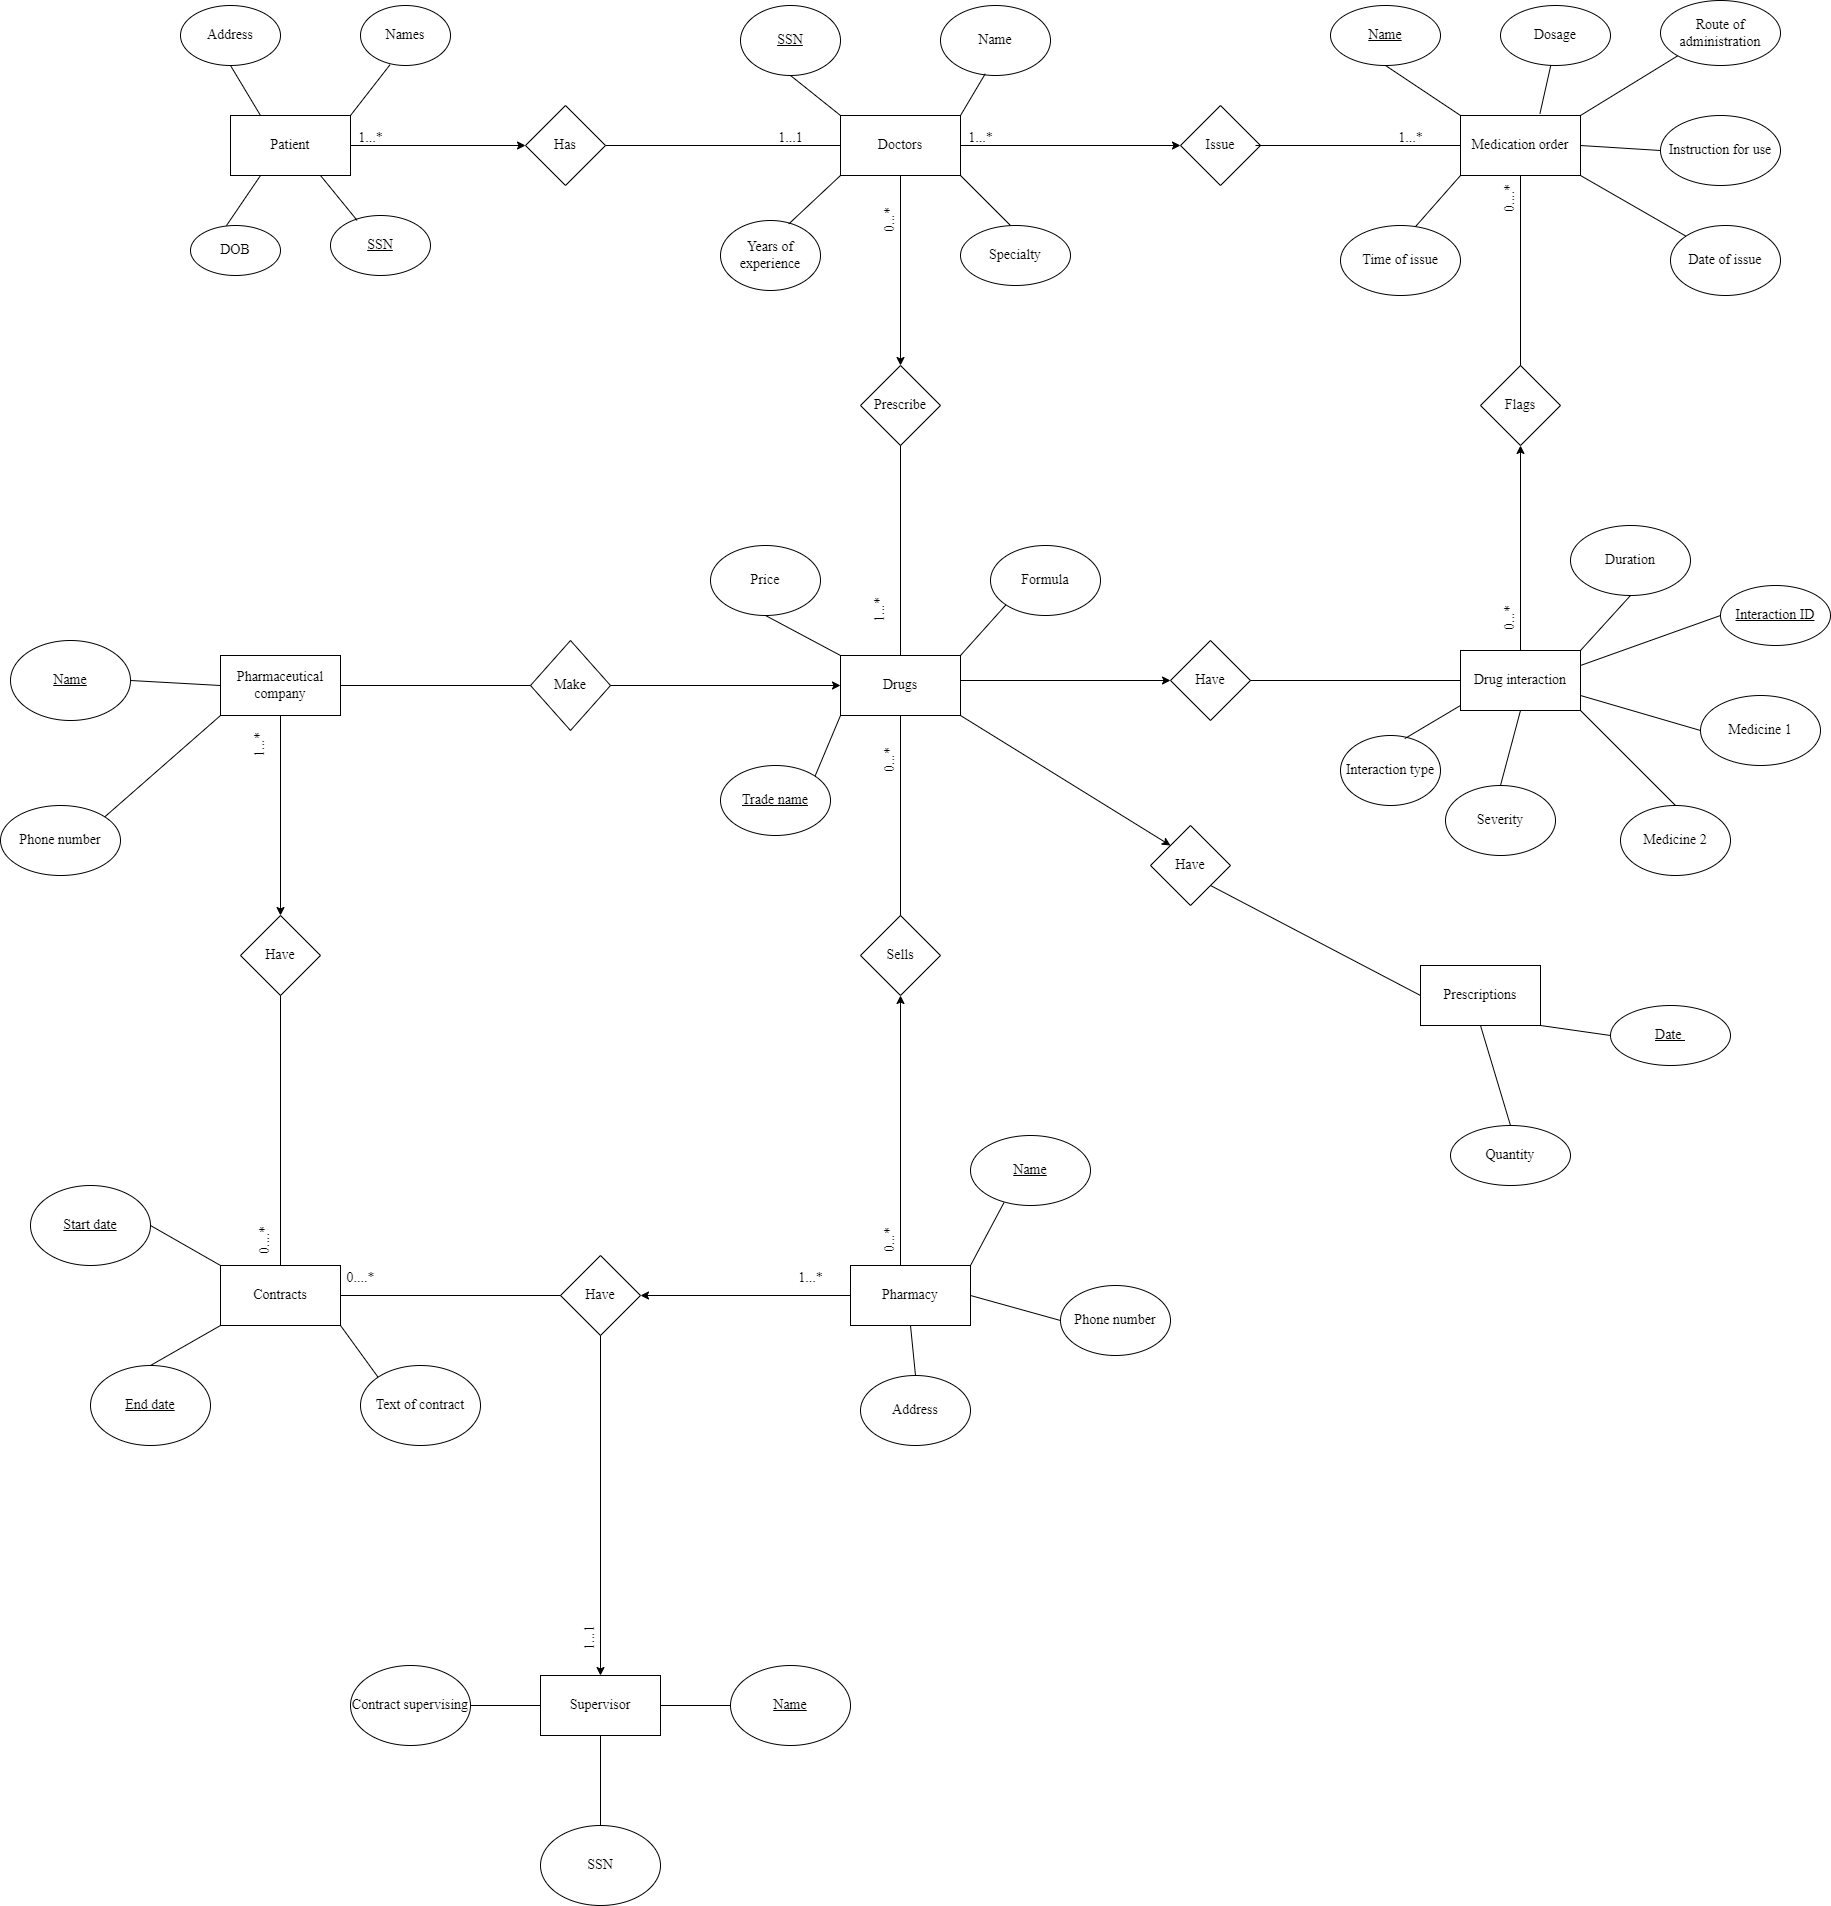 Address
Names
SSN
Name
Name
Dosage
Route of
administration
Patient
1...*
Has
1...1
Doctors
1...*
Issue
1...*
Medication order
Instruction for use
DOB
SSN
Years of
experience
0...*
Specialty
Time of issue
0...*
Date of issue
Prescribe
Flags
Price
1...*
Formula
0...*
Duration
Interaction ID
Name
Pharmaceutical
company
Make
Drugs
Have
Drug interaction
Medicine 1
1...*
Phone number
Trade name
0...*
Interaction type
Severity
Medicine 2
Have
Have
Sells
Prescriptions
Date
Quantity
Name
Start date
0....*
0...*
Contracts
0....*
Have
1...*
Pharmacy
Phone number
End date
Text of contract
Address
1...1
Contract supervising
Supervisor
Name
SSN